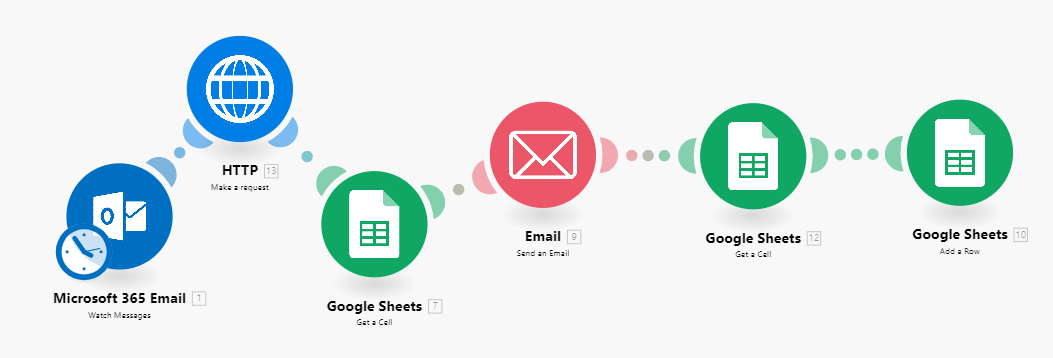 HTTP 13
Make a request
Microsoft 365 Email 1
Watch Messages
Google Sheets 7
Get a Cell
Email 9
Send an Email
Google Sheets 12
Get a Cell
Google Sheets 10
Add a Row